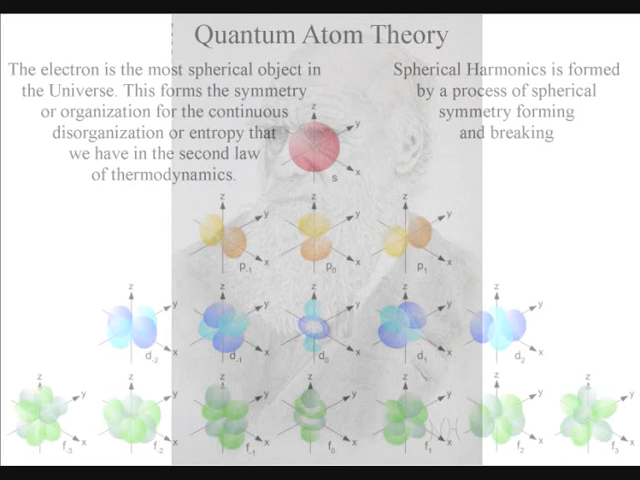 Quantum Atom Theory
The electron is the most spherical object in
the Universe. This forms the symmetry
or organization for the continuous
disorganization or entropy that
we have in the second law
of thermodynamics.
Spherical Harmonics is formed
by a process of spherical
symmetry forming
and breaking
z
y
x
s
z z z
y y y
x x x
p-1 p0 p1
z z z z z
y y y y y
x x x x x
d-2 d-1 d0 d1 d2
z z z z z z z
y y y y y y y
x x x x x x x
f-3 f-2 f-1 f0 f1 f2 f3